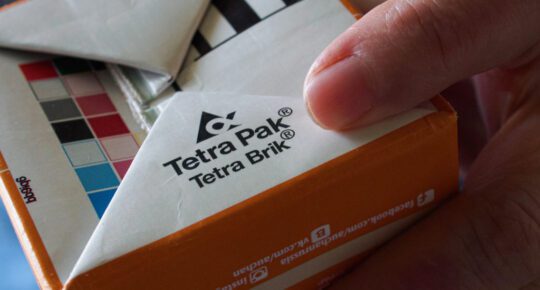 Tetra Pak®
Tetra Brik®
facebook.com/auchanrussia
vk.com/auchan